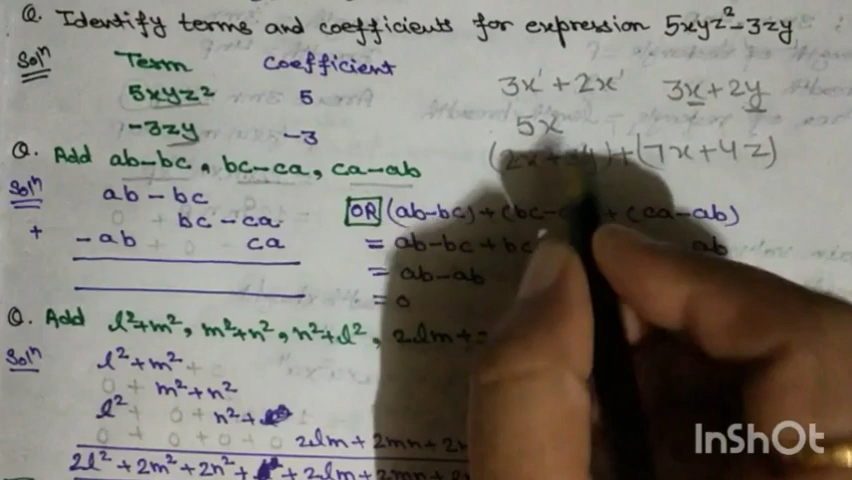 Q. Identify terms and coefficients for expression 5xyz² - 3zy
Solⁿ Term Coefficient
5xyz² 5
-3zy -3
3x¹ + 2x¹ 3x + 2y
5x
(2x + y) + (7x + 4z)
Q. Add ab-bc, bc-ca, ca-ab
Solⁿ ab - bc
bc - ca
+ -ab ca
OR (ab-bc) + (bc- + (ca-ab)
= ab-bc+bc ab
= ab-ab
= 0
Q. Add l²+m², m²+n², n²+l², 2lm+
Solⁿ l²+m²+
0 + m²+n²
l² + 0 + n²+
0 + 0 + 0 + 0 2lm+2mn+2
2l²+2m²+2n²+ + 2lm+2mn+
InShOt